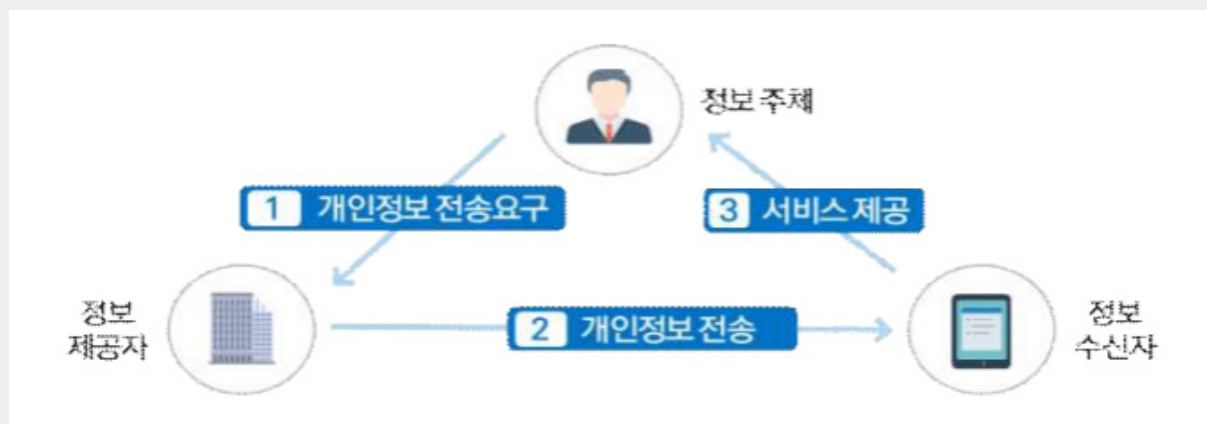 정보 주체
1 개인정보 전송요구
3 서비스 제공
정보
제공자
2 개인정보 전송
정보
수신자